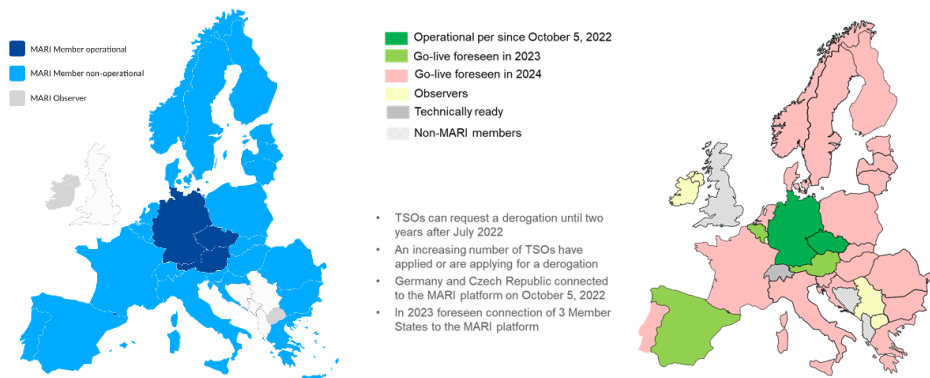 MARI Member operational
MARI Member non-operational
MARI Observer
Operational per since October 5, 2022
Go-live foreseen in 2023
Go-live foreseen in 2024
Observers
Technically ready
Non-MARI members
• TSOs can request a derogation until two
years after July 2022
• An increasing number of TSOs have
applied or are applying for a derogation
• Germany and Czech Republic connected
to the MARI platform on October 5, 2022
• In 2023 foreseen connection of 3 Member
States to the MARI platform